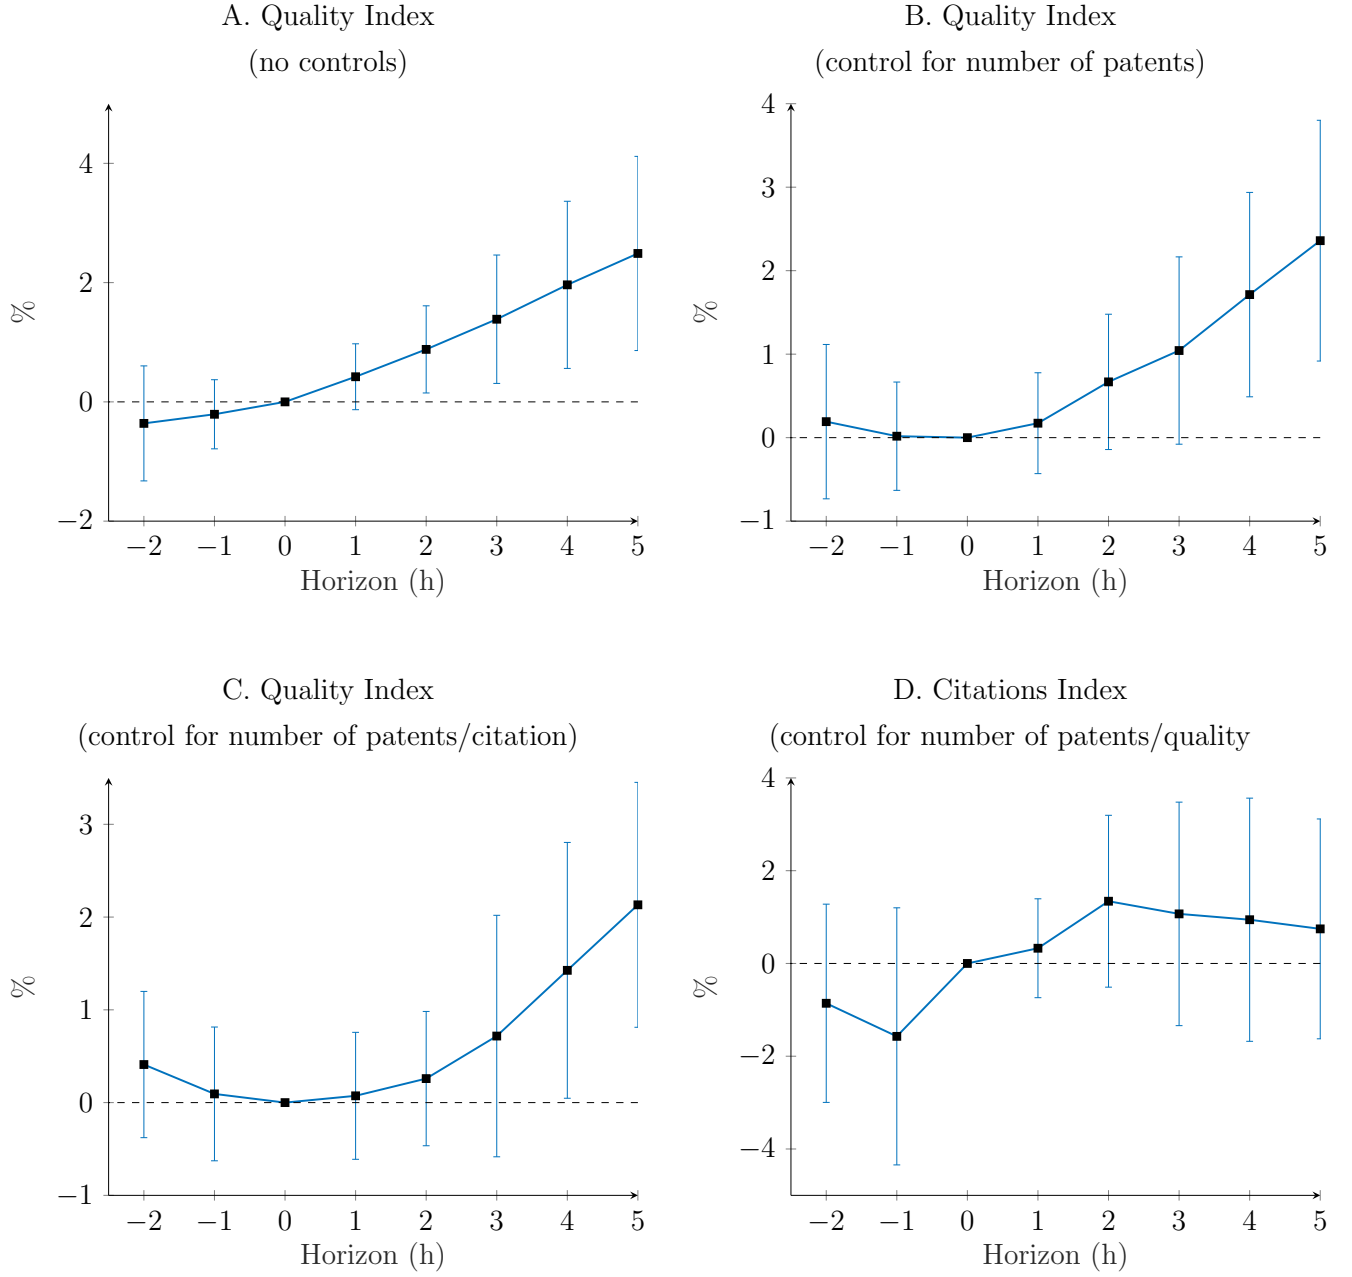 A. Quality Index
(no controls)
4
2
0
−2
%
−2 −1 0 1 2 3 4 5
Horizon (h)
B. Quality Index
(control for number of patents)
4
3
2
1
0
−1
%
−2 −1 0 1 2 3 4 5
Horizon (h)
C. Quality Index
(control for number of patents/citation)
3
2
1
0
−1
%
−2 −1 0 1 2 3 4 5
Horizon (h)
D. Citations Index
(control for number of patents/quality
4
2
0
−2
−4
%
−2 −1 0 1 2 3 4 5
Horizon (h)